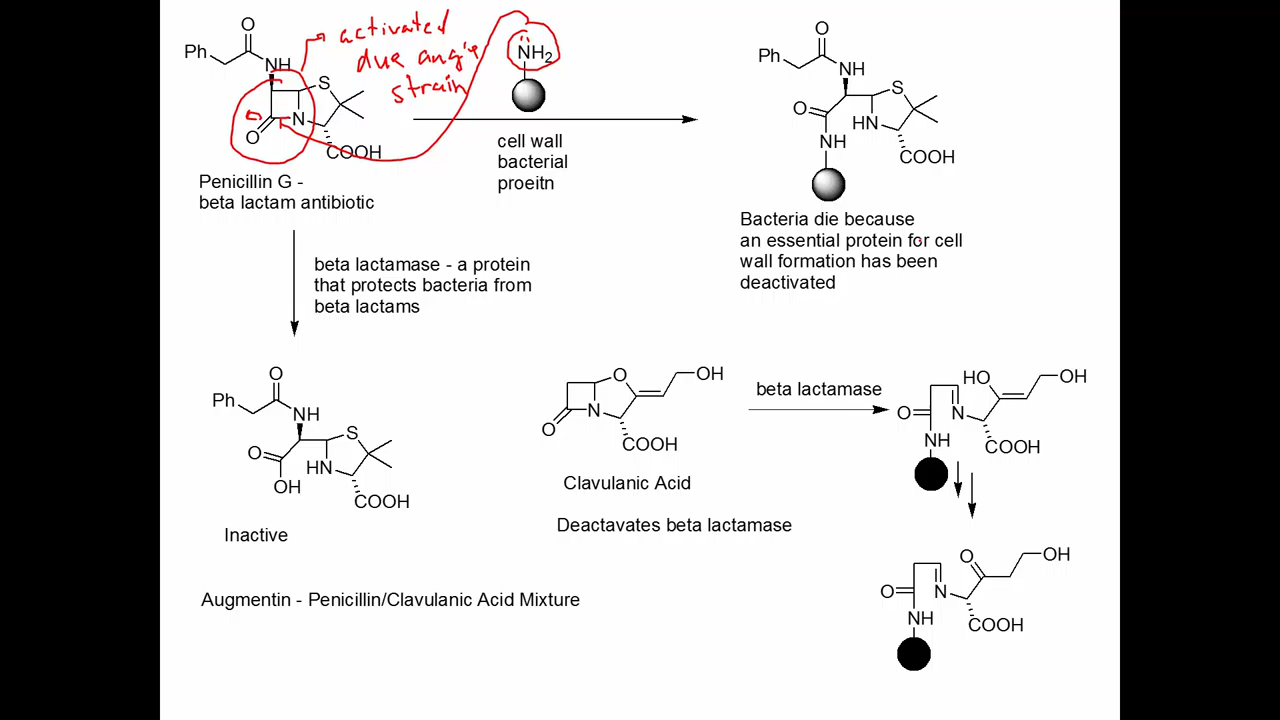 O
Ph
NH
S
N
O
COOH
Penicillin G -
beta lactam antibiotic
activated
due angle
strain
NH2
cell wall
bacterial
proeitn
O
Ph
NH
S
O
HN
NH
COOH
Bacteria die because
an essential protein for cell
wall formation has been
deactivated
beta lactamase - a protein
that protects bacteria from
beta lactams
O
Ph
NH
S
O
HN
OH
COOH
Inactive
O
OH
N
O
COOH
Clavulanic Acid
Deactavates beta lactamase
beta lactamase
HO
OH
O
N
NH
COOH
O
OH
O
N
NH
COOH
Augmentin - Penicillin/Clavulanic Acid Mixture